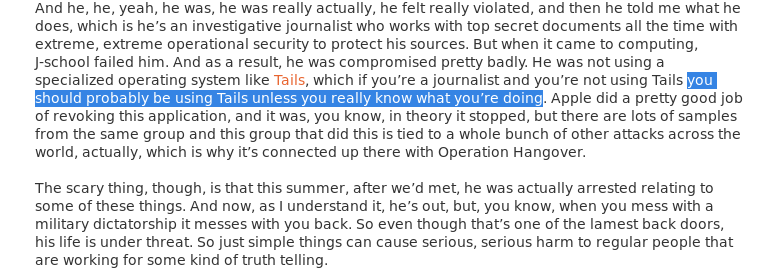 And he, he, yeah, he was, he was really actually, he felt really violated, and then he told me what he
does, which is he’s an investigative journalist who works with top secret documents all the time with
extreme, extreme operational security to protect his sources. But when it came to computing,
J-school failed him. And as a result, he was compromised pretty badly. He was not using a
specialized operating system like Tails, which if you’re a journalist and you’re not using Tails you
should probably be using Tails unless you really know what you’re doing. Apple did a pretty good job
of revoking this application, and it was, you know, in theory it stopped, but there are lots of samples
from the same group and this group that did this is tied to a whole bunch of other attacks across the
world, actually, which is why it’s connected up there with Operation Hangover.
The scary thing, though, is that this summer, after we’d met, he was actually arrested relating to
some of these things. And now, as I understand it, he’s out, but, you know, when you mess with a
military dictatorship it messes with you back. So even though that’s one of the lamest back doors,
his life is under threat. So just simple things can cause serious, serious harm to regular people that
are working for some kind of truth telling.